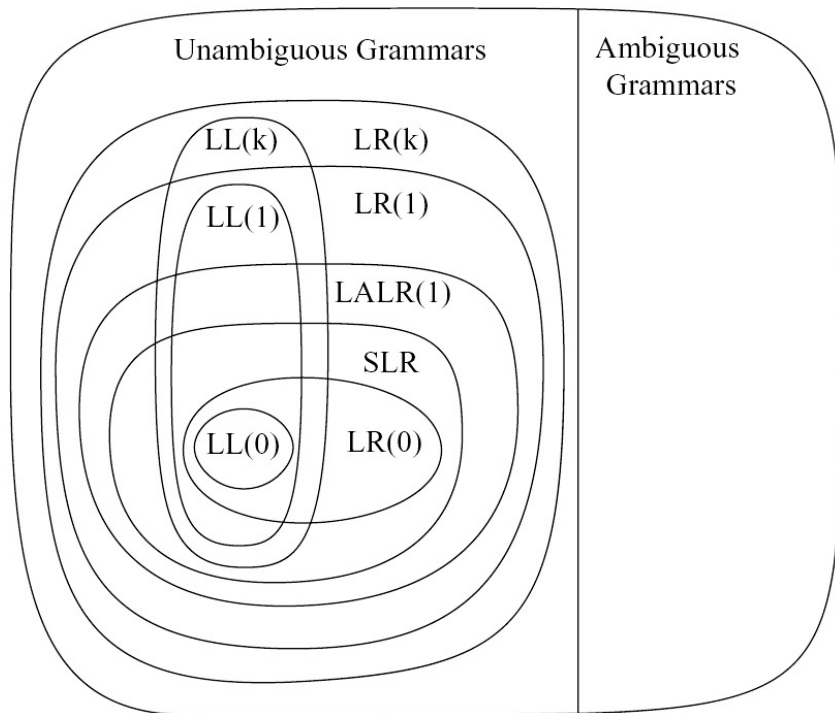 Unambiguous Grammars
Ambiguous
Grammars
LL(k)
LR(k)
LL(1)
LR(1)
LALR(1)
SLR
LL(0)
LR(0)